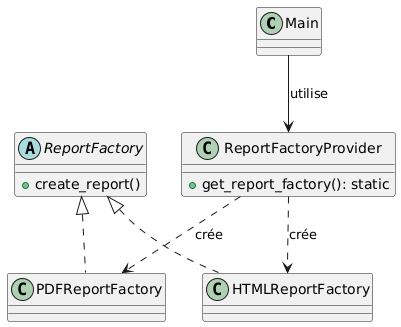 C Main
utilise
A ReportFactory
create_report()
C ReportFactoryProvider
get_report_factory(): static
crée
crée
C PDFReportFactory
C HTMLReportFactory